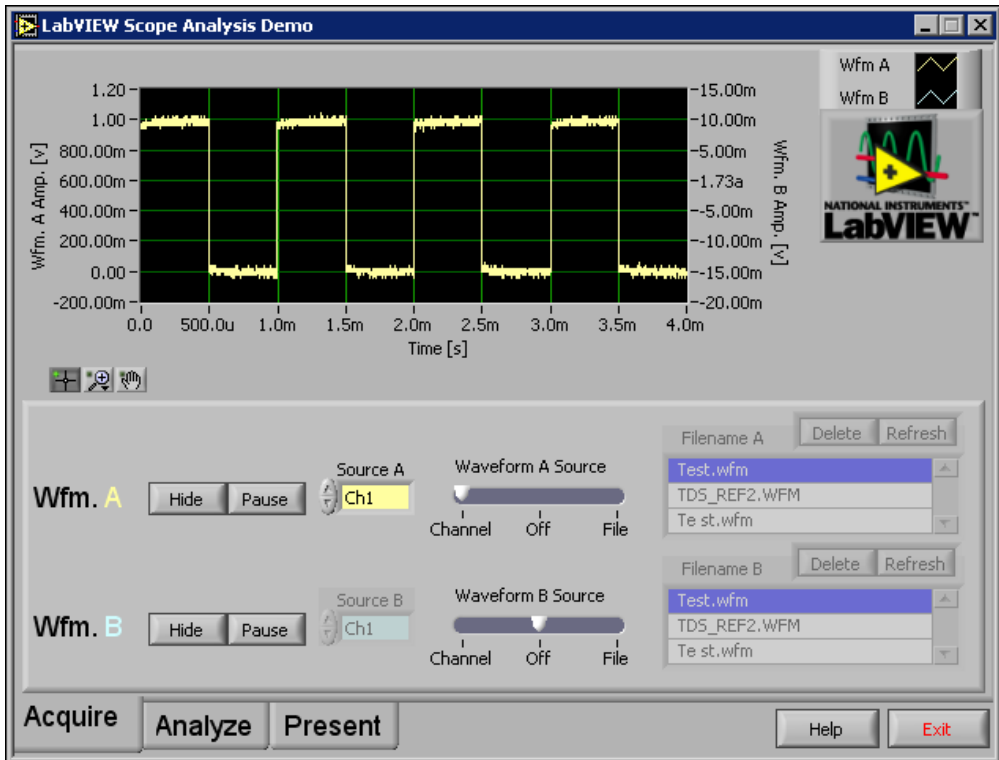 LabVIEW Scope Analysis Demo
Wfm A
Wfm B
NATIONAL INSTRUMENTS™
LabVIEW
Wfm. A Amp. [v]
1.20
1.00
800.00m
600.00m
400.00m
200.00m
0.00
-200.00m
15.00m
10.00m
5.00m
-1.73a
-5.00m
-10.00m
-15.00m
-20.00m
Wfm. B Amp. [v]
0.0 500.0u 1.0m 1.5m 2.0m 2.5m 3.0m 3.5m 4.0m
Time [s]
Wfm. A
Hide Pause
Source A
Ch1
Waveform A Source
Channel Off File
Filename A Delete Refresh
Test.wfm
TDS_REF2.WFM
Te st.wfm
Wfm. B
Hide Pause
Source B
Ch1
Waveform B Source
Channel Off File
Filename B Delete Refresh
Test.wfm
TDS_REF2.WFM
Te st.wfm
Acquire Analyze Present
Help Exit